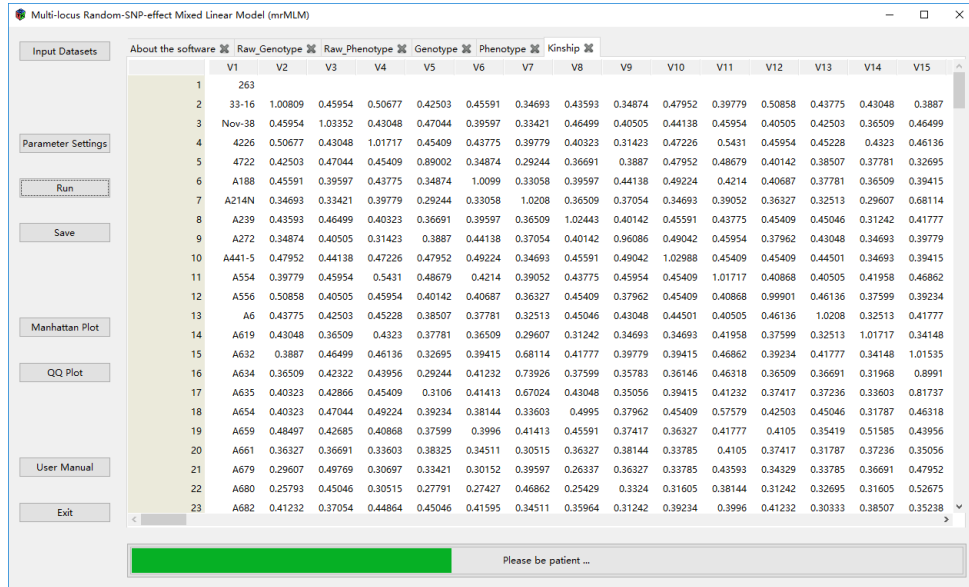 Multi-locus Random-SNP-effect Mixed Linear Model (mrMLM)
Input Datasets
Parameter Settings
Run
Save
Manhattan Plot
QQ Plot
User Manual
Exit
About the software Raw_Genotype Raw_Phenotype Genotype Phenotype Kinship
V1 V2 V3 V4 V5 V6 V7 V8 V9 V10 V11 V12 V13 V14 V15
1 263
2 33-16 1.00809 0.45954 0.50677 0.42503 0.45591 0.34693 0.43593 0.34874 0.47952 0.39779 0.50858 0.43775 0.43048 0.3887
3 Nov-38 0.45954 1.03352 0.43048 0.47044 0.39597 0.33421 0.46499 0.40505 0.44138 0.45954 0.40505 0.42503 0.36509 0.46499
4 4226 0.50677 0.43048 1.01717 0.45409 0.43775 0.39779 0.40323 0.31423 0.47226 0.5431 0.45954 0.45228 0.4323 0.46136
5 4722 0.42503 0.47044 0.45409 0.89002 0.34874 0.29244 0.36691 0.3887 0.47952 0.48679 0.40142 0.38507 0.37781 0.32695
6 A188 0.45591 0.39597 0.43775 0.34874 1.0099 0.33058 0.39597 0.44138 0.49224 0.4214 0.40687 0.37781 0.36509 0.39415
7 A214N 0.34693 0.33421 0.39779 0.29244 0.33058 1.0208 0.36509 0.37054 0.34693 0.39052 0.36327 0.32513 0.29607 0.68114
8 A239 0.43593 0.46499 0.40323 0.36691 0.39597 0.36509 1.02443 0.40142 0.45591 0.43775 0.45409 0.45046 0.31242 0.41777
9 A272 0.34874 0.40505 0.31423 0.3887 0.44138 0.37054 0.40142 0.96086 0.49042 0.45954 0.37962 0.43048 0.34693 0.39779
10 A441-5 0.47952 0.44138 0.47226 0.47952 0.49224 0.34693 0.45591 0.49042 1.02988 0.45409 0.45409 0.44501 0.34693 0.39415
11 A554 0.39779 0.45954 0.5431 0.48679 0.4214 0.39052 0.43775 0.45954 0.45409 1.01717 0.40868 0.40505 0.41958 0.46862
12 A556 0.50858 0.40505 0.45954 0.40142 0.40687 0.36327 0.45409 0.37962 0.45409 0.40868 0.99901 0.46136 0.37599 0.39234
13 A6 0.43775 0.42503 0.45228 0.38507 0.37781 0.32513 0.45046 0.43048 0.44501 0.40505 0.46136 1.0208 0.32513 0.41777
14 A619 0.43048 0.36509 0.4323 0.37781 0.36509 0.29607 0.31242 0.34693 0.34693 0.41958 0.37599 0.32513 1.01717 0.34148
15 A632 0.3887 0.46499 0.46136 0.32695 0.39415 0.68114 0.41777 0.39779 0.39415 0.46862 0.39234 0.41777 0.34148 1.01535
16 A634 0.36509 0.42322 0.43956 0.29244 0.41232 0.73926 0.37599 0.35783 0.36146 0.46318 0.36509 0.36691 0.31968 0.8991
17 A635 0.40323 0.42866 0.45409 0.3106 0.41413 0.67024 0.43048 0.35056 0.39415 0.41232 0.37417 0.37236 0.33603 0.81737
18 A654 0.40323 0.47044 0.49224 0.39234 0.38144 0.33603 0.4995 0.37962 0.45409 0.57579 0.42503 0.45046 0.31787 0.46318
19 A659 0.48497 0.42685 0.40868 0.37599 0.3996 0.41413 0.45591 0.37417 0.36327 0.41777 0.4105 0.35419 0.51585 0.43956
20 A661 0.36327 0.36691 0.33603 0.38325 0.34511 0.30515 0.36327 0.38144 0.33785 0.4105 0.37417 0.31787 0.37236 0.35056
21 A679 0.29607 0.49769 0.30697 0.33421 0.30152 0.39597 0.26337 0.36327 0.33785 0.43593 0.34329 0.33785 0.36691 0.47952
22 A680 0.25793 0.45046 0.30515 0.27791 0.27427 0.46862 0.25429 0.3324 0.31605 0.38144 0.31242 0.32695 0.31605 0.52675
23 A682 0.41232 0.37054 0.44864 0.45046 0.41595 0.34511 0.35964 0.31242 0.39234 0.3996 0.41232 0.30333 0.38507 0.35238
Please be patient ...